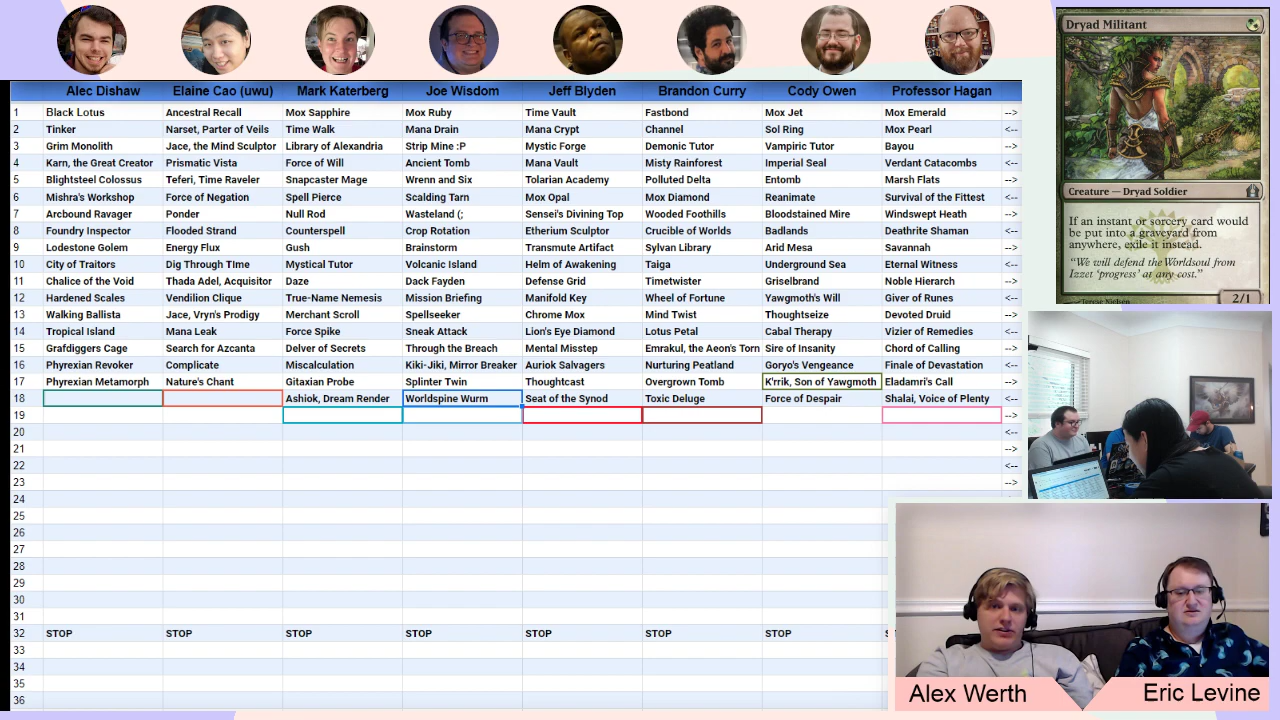 Alec Dishaw Elaine Cao (uwu) Mark Katerberg Joe Wisdom Jeff Blyden Brandon Curry Cody Owen Professor Hagan
1 Black Lotus Ancestral Recall Mox Sapphire Mox Ruby Time Vault Fastbond Mox Jet Mox Emerald -->
2 Tinker Narset, Parter of Veils Time Walk Mana Drain Mana Crypt Channel Sol Ring Mox Pearl <--
3 Grim Monolith Jace, the Mind Sculptor Library of Alexandria Strip Mine :P Mystic Forge Demonic Tutor Vampiric Tutor Bayou -->
4 Karn, the Great Creator Prismatic Vista Force of Will Ancient Tomb Mana Vault Misty Rainforest Imperial Seal Verdant Catacombs <--
5 Blightsteel Colossus Teferi, Time Raveler Snapcaster Mage Wrenn and Six Tolarian Academy Polluted Delta Entomb Marsh Flats -->
6 Mishra's Workshop Force of Negation Spell Pierce Scalding Tarn Mox Opal Mox Diamond Reanimate Survival of the Fittest <--
7 Arcbound Ravager Ponder Null Rod Wasteland (; Sensei's Divining Top Wooded Foothills Bloodstained Mire Windswept Heath -->
8 Foundry Inspector Flooded Strand Counterspell Crop Rotation Etherium Sculptor Crucible of Worlds Badlands Deathrite Shaman <--
9 Lodestone Golem Energy Flux Gush Brainstorm Transmute Artifact Sylvan Library Arid Mesa Savannah -->
10 City of Traitors Dig Through TIme Mystical Tutor Volcanic Island Helm of Awakening Taiga Underground Sea Eternal Witness <--
11 Chalice of the Void Thada Adel, Acquisitor Daze Dack Fayden Defense Grid Timetwister Griselbrand Noble Hierarch -->
12 Hardened Scales Vendilion Clique True-Name Nemesis Mission Briefing Manifold Key Wheel of Fortune Yawgmoth's Will Giver of Runes <--
13 Walking Ballista Jace, Vryn's Prodigy Merchant Scroll Spellseeker Chrome Mox Mind Twist Thoughtseize Devoted Druid -->
14 Tropical Island Mana Leak Force Spike Sneak Attack Lion's Eye Diamond Lotus Petal Cabal Therapy Vizier of Remedies <--
15 Grafdiggers Cage Search for Azcanta Delver of Secrets Through the Breach Mental Misstep Emrakul, the Aeon's Torn Sire of Insanity Chord of Calling -->
16 Phyrexian Revoker Complicate Miscalculation Kiki-Jiki, Mirror Breaker Auriok Salvagers Nurturing Peatland Goryo's Vengeance Finale of Devastation <--
17 Phyrexian Metamorph Nature's Chant Gitaxian Probe Splinter Twin Thoughtcast Overgrown Tomb K'rrik, Son of Yawgmoth Eladamri's Call -->
18 Ashiok, Dream Render Worldspine Wurm Seat of the Synod Toxic Deluge Force of Despair Shalai, Voice of Plenty <--
19 -->
20 <--
21 -->
22 <--
23 -->
24
25
26
27
28
29
30
31
32 STOP STOP STOP STOP STOP STOP STOP
33
34
35
36
Dryad Militant
Creature — Dryad Soldier
If an instant or sorcery card would
be put into a graveyard from
anywhere, exile it instead.
"We will defend the Worldsoul from
Izzet 'progress' at any cost."
2/1
Alex Werth
Eric Levine